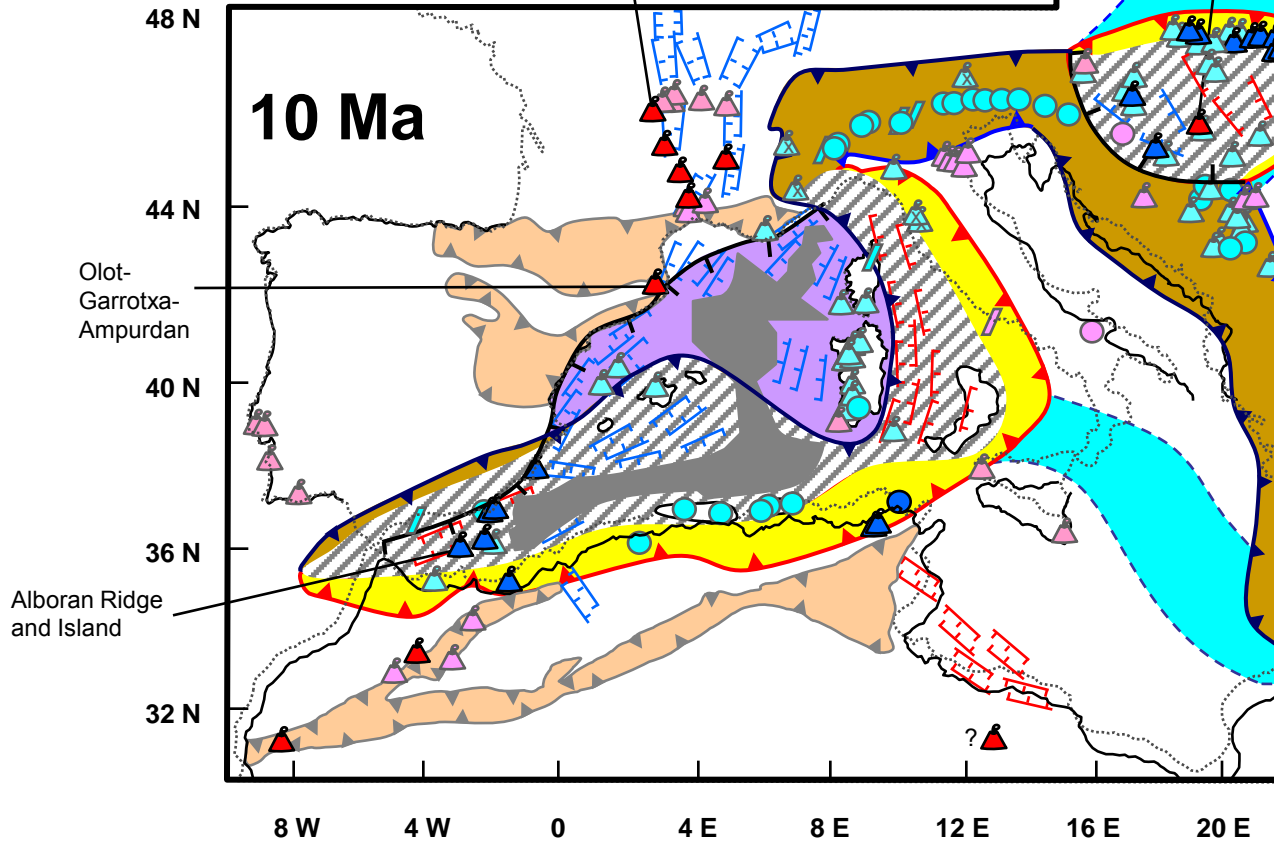 48 N
10 Ma
44 N
Olot-
Garrotxa-
Ampurdan
40 N
36 N
Alboran Ridge
and Island
32 N
?
8 W
4 W
0
4 E
8 E
12 E
16 E
20 E